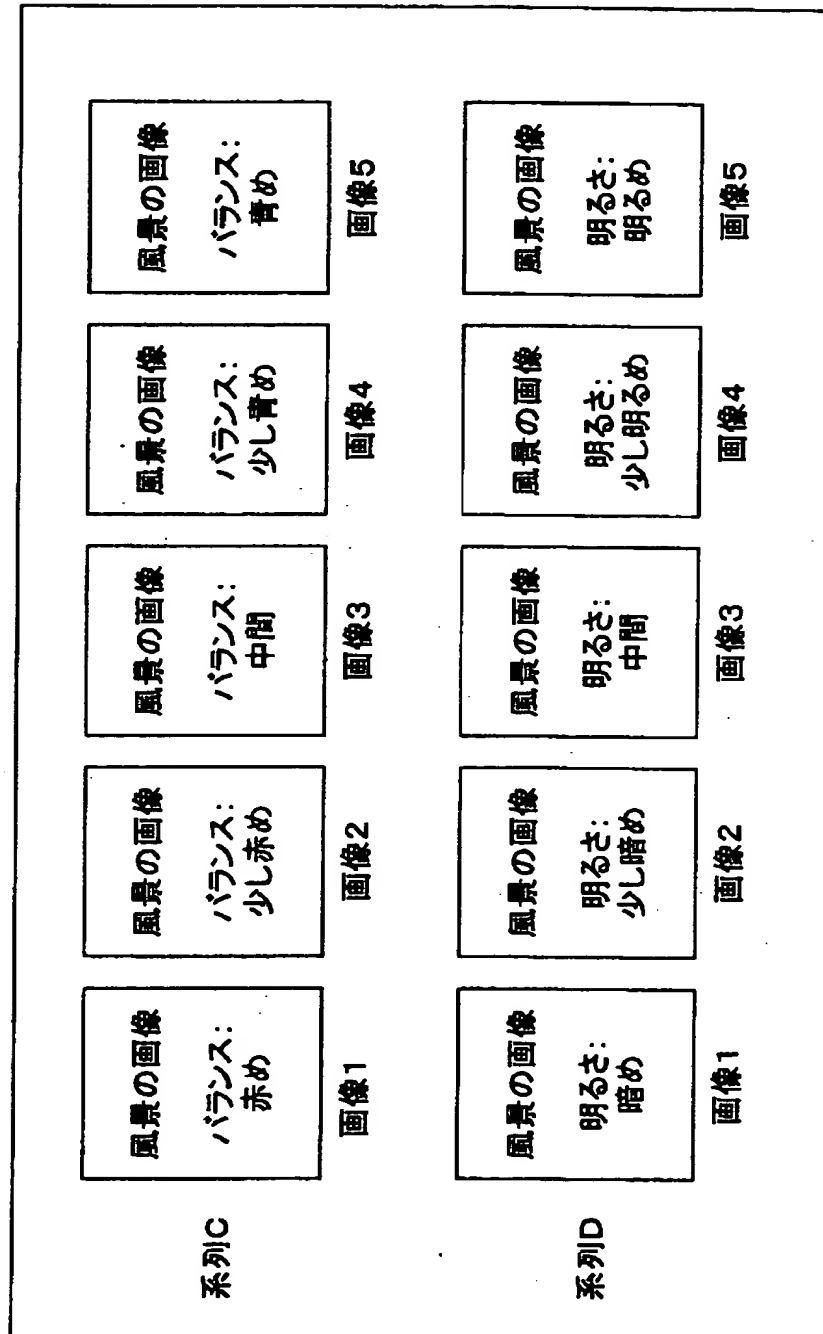 系列C
風景の画像
バランス:
赤め
画像1
風景の画像
バランス:
少し赤め
画像2
風景の画像
バランス:
中間
画像3
風景の画像
バランス:
少し青め
画像4
風景の画像
バランス:
青め
画像5
系列D
風景の画像
明るさ:
暗め
画像1
風景の画像
明るさ:
少し暗め
画像2
風景の画像
明るさ:
中間
画像3
風景の画像
明るさ:
少し明るめ
画像4
風景の画像
明るさ:
明るめ
画像5